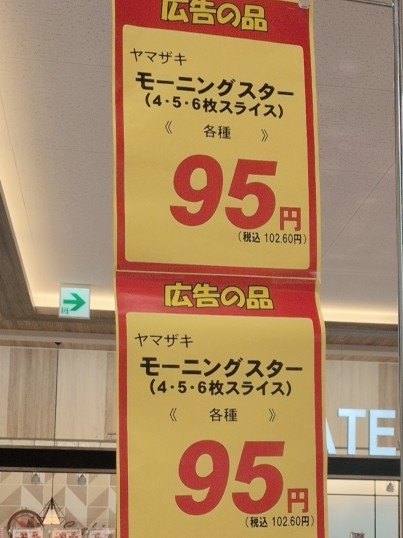 広告の品
ヤマザキ
モーニングスター
(4・5・6枚スライス)
《 各種 》
95円
(税込 102.60円)
広告の品
ヤマザキ
モーニングスター
(4・5・6枚スライス)
《 各種 》
95円
(税込 102.60円)
ATE